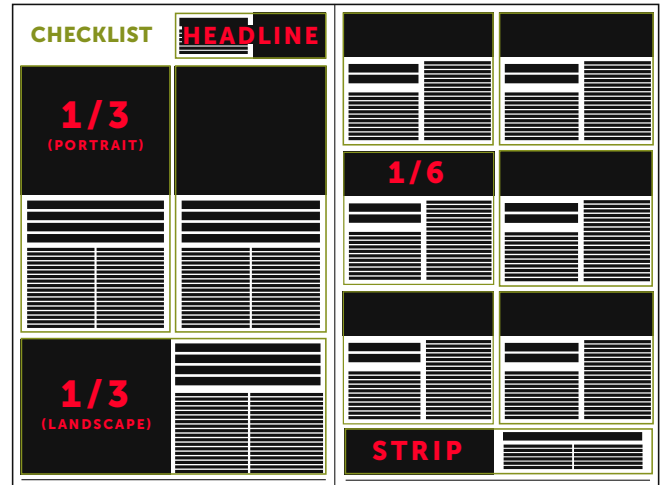 CHECKLIST
HEADLINE
1/3
(PORTRAIT)
1/6
1/3
(LANDSCAPE)
STRIP